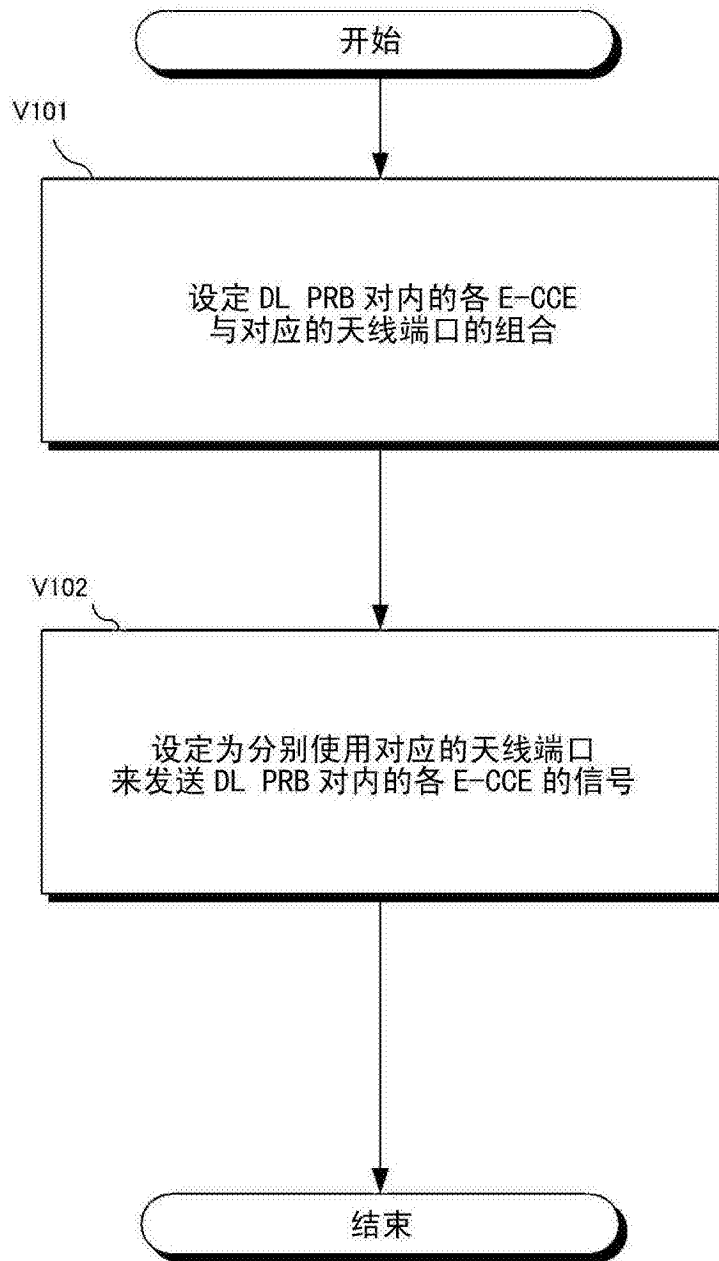 开始
V101
设定 DL PRB 对内的各 E-CCE
与对应的天线端口的组合
V102
设定为分别使用对应的天线端口
来发送 DL PRB 对内的各 E-CCE 的信号
结束